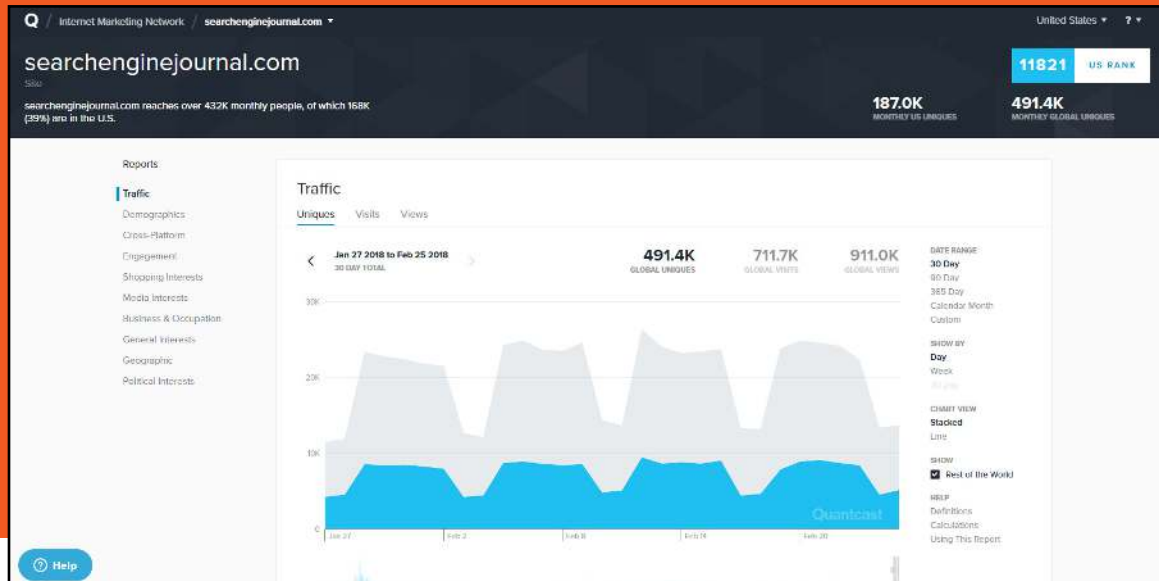 Q / Internet Marketing Network / searchenginejournal.com
United States ?
searchenginejournal.com
Site
searchenginejournal.com reaches over 432K monthly people, of which 168K
(39%) are in the U.S.
11821 US RANK
187.0K
MONTHLY US UNIQUES
491.4K
MONTHLY GLOBAL UNIQUES
Reports
Traffic
Demographics
Cross-Platform
Engagement
Shopping Interests
Media Interests
Business & Occupation
General Interests
Geographic
Political Interests
Traffic
Uniques Visits Views
Jan 27 2018 to Feb 25 2018
30 DAY TOTAL
491.4K
GLOBAL UNIQUES
711.7K
GLOBAL VISITS
911.0K
GLOBAL VIEWS
30K
20K
10K
0
Jan 27 Feb 2 Feb 8 Feb 14 Feb 20
Quantcast
DATE RANGE
30 Day
90 Day
365 Day
Calendar Month
Custom
SHOW BY
Day
Week
CHART VIEW
Stacked
Line
SHOW
Rest of the World
HELP
Definitions
Calculations
Using This Report
? Help